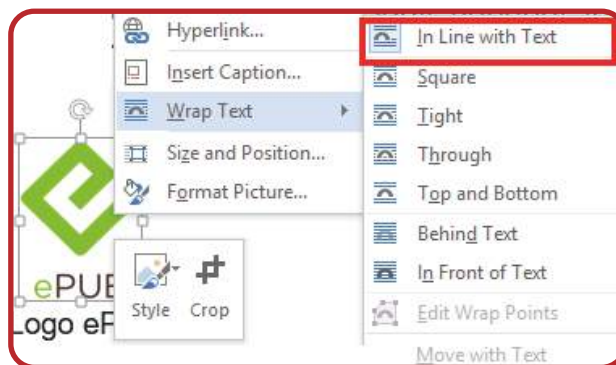 Hyperlink...
Insert Caption...
Wrap Text
Size and Position...
Format Picture...
In Line with Text
Square
Tight
Through
Top and Bottom
Behind Text
In Front of Text
Edit Wrap Points
Move with Text
Style Crop
ePUB
Logo eP